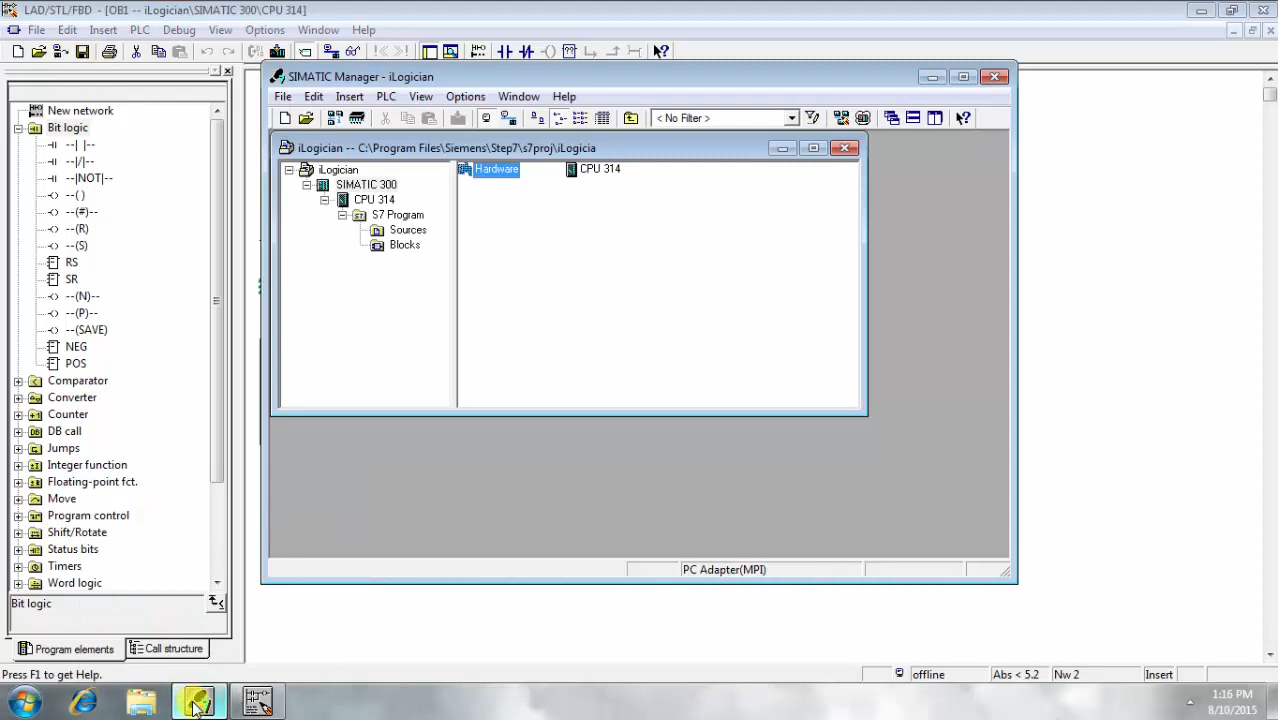 LAD/STL/FBD - [OB1 -- iLogician\SIMATIC 300\CPU 314]
File Edit Insert PLC Debug View Options Window Help
New network
Bit logic
--| |--
--|/|--
--|NOT|--
--( )
--(#)--
--(R)
--(S)
RS
SR
--(N)--
--(P)--
--(SAVE)
NEG
POS
Comparator
Converter
Counter
DB call
Jumps
Integer function
Floating-point fct.
Move
Program control
Shift/Rotate
Status bits
Timers
Word logic
Bit logic
Program elements Call structure
SIMATIC Manager - iLogician
File Edit Insert PLC View Options Window Help
< No Filter >
iLogician -- C:\Program Files\Siemens\Step7\s7proj\iLogicia
iLogician
SIMATIC 300
CPU 314
S7 Program
Sources
Blocks
Hardware CPU 314
PC Adapter(MPI)
Press F1 to get Help. offline Abs < 5.2 Nw 2 Insert
1:16 PM
8/10/2015